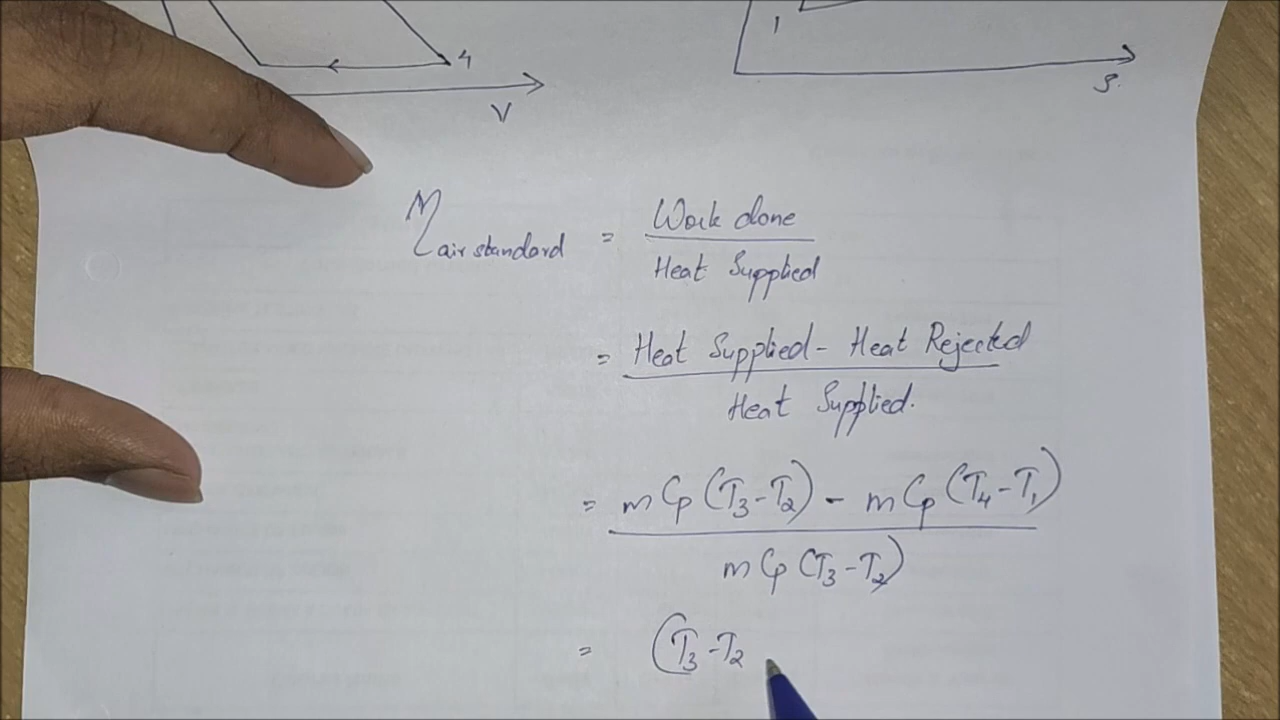 4
V
1
S.
η air standard = Work done / Heat Supplied
= Heat Supplied - Heat Rejected / Heat Supplied.
= m Cp (T3 - T2) - m Cp (T4 - T1) / m Cp (T3 - T2)
= (T3 - T2